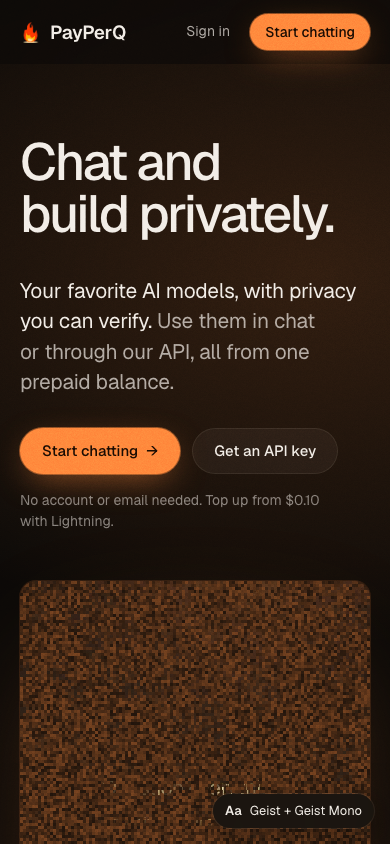 PayPerQ
Sign in
Start chatting
Chat and
build privately.
Your favorite AI models, with privacy
you can verify. Use them in chat
or through our API, all from one
prepaid balance.
Start chatting →
Get an API key
No account or email needed. Top up from $0.10
with Lightning.
Aa Geist + Geist Mono